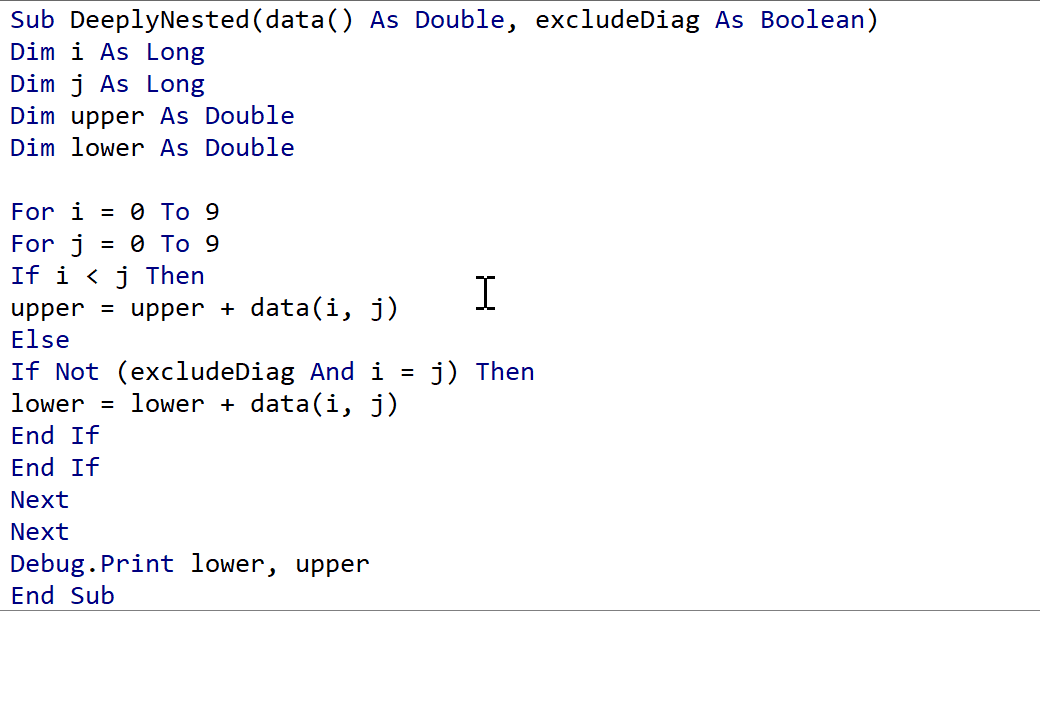 Sub DeeplyNested(data() As Double, excludeDiag As Boolean)
Dim i As Long
Dim j As Long
Dim upper As Double
Dim lower As Double
For i = 0 To 9
For j = 0 To 9
If i < j Then
upper = upper + data(i, j)
Else
If Not (excludeDiag And i = j) Then
lower = lower + data(i, j)
End If
End If
Next
Next
Debug.Print lower, upper
End Sub